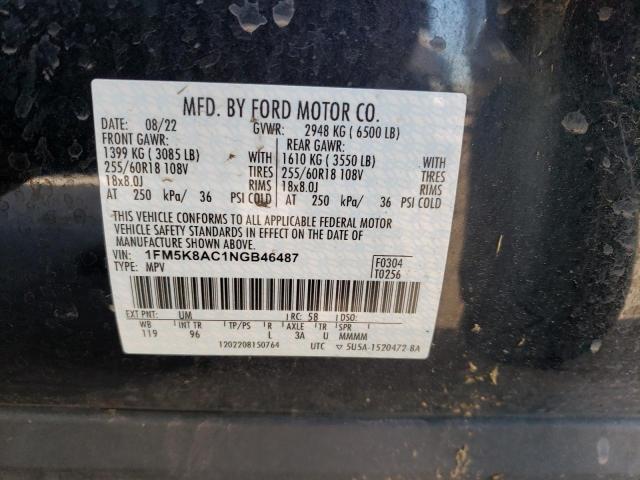 MFD. BY FORD MOTOR CO.
DATE: 08/22 GVWR: 2948 KG ( 6500 LB)
FRONT GAWR: REAR GAWR:
1399 KG ( 3085 LB) WITH 1610 KG ( 3550 LB) WITH
255/60R18 108V TIRES 255/60R18 108V TIRES
18x8.0J RIMS 18x8.0J RIMS
AT 250 kPa/ 36 PSI COLD AT 250 kPa/ 36 PSI COLD
THIS VEHICLE CONFORMS TO ALL APPLICABLE FEDERAL MOTOR
VEHICLE SAFETY STANDARDS IN EFFECT ON THE DATE OF
MANUFACTURE SHOWN ABOVE.
VIN: 1FM5K8AC1NGB46487 F0304
TYPE: MPV T0256
EXT PNT: UM RC: 58 DSO:
WB INT TR TP/PS R AXLE TR SPR
119 96 L 3A U MMMM
1202208150764 UTC ▽ 5U5A-1520472-BA